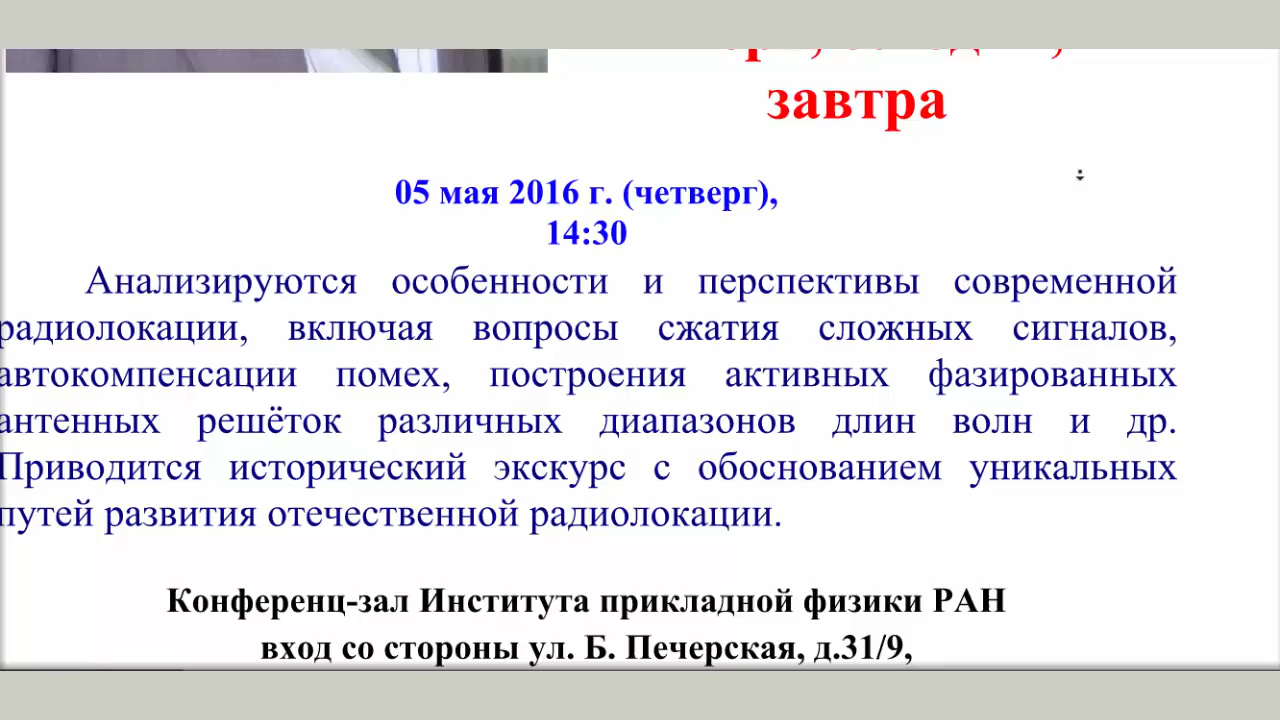 завтра
05 мая 2016 г. (четверг),
14:30
Анализируются особенности и перспективы современной
радиолокации, включая вопросы сжатия сложных сигналов,
автокомпенсации помех, построения активных фазированных
антенных решёток различных диапазонов длин волн и др.
Приводится исторический экскурс с обоснованием уникальных
путей развития отечественной радиолокации.
Конференц-зал Института прикладной физики РАН
вход со стороны ул. Б. Печерская, д.31/9,